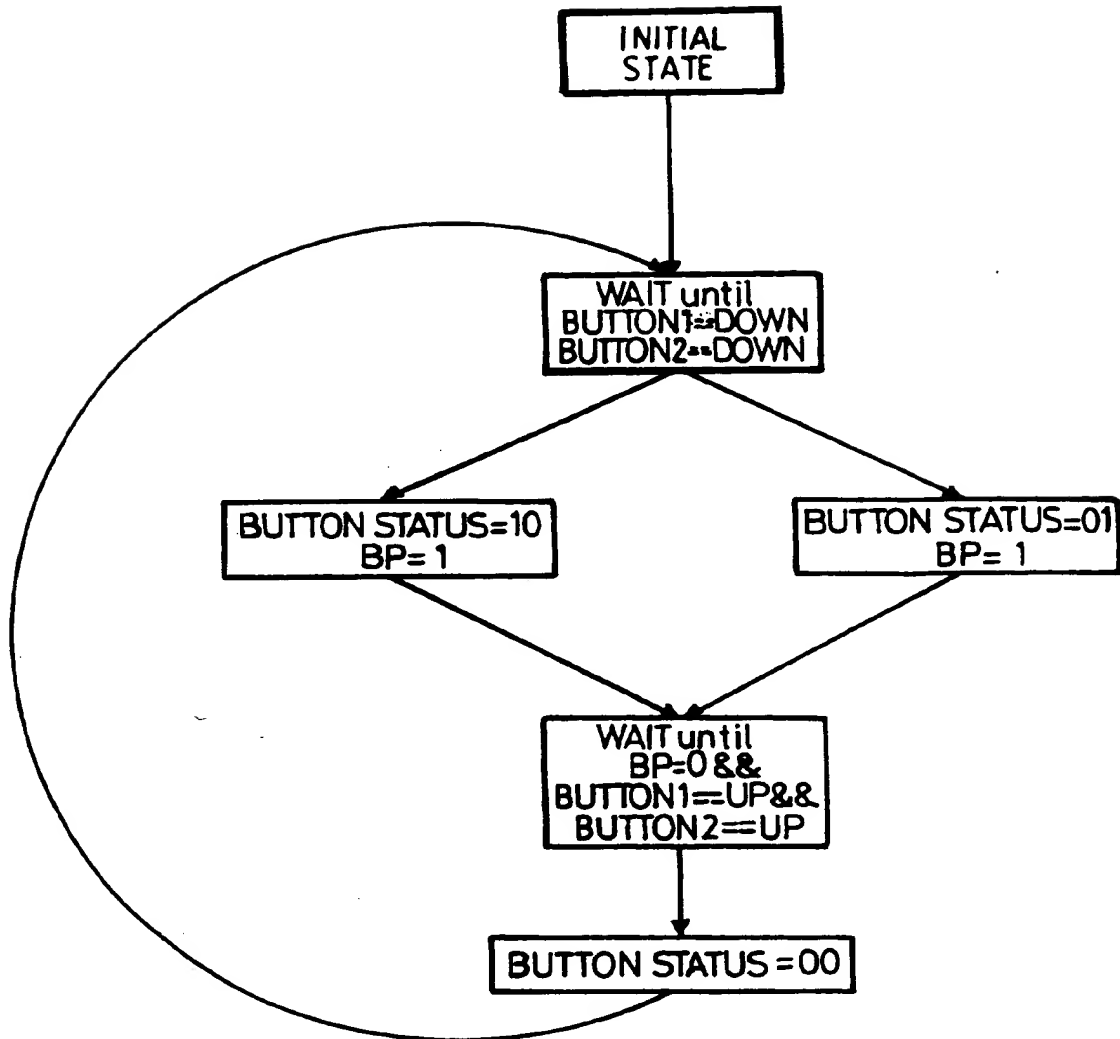 INITIAL
STATE
WAIT until
BUTTON1==DOWN
BUTTON2==DOWN
BUTTON STATUS=10
BP= 1
BUTTON STATUS=01
BP= 1
WAIT until
BP=0 &&
BUTTON1==UP&&
BUTTON2==UP
BUTTON STATUS =00